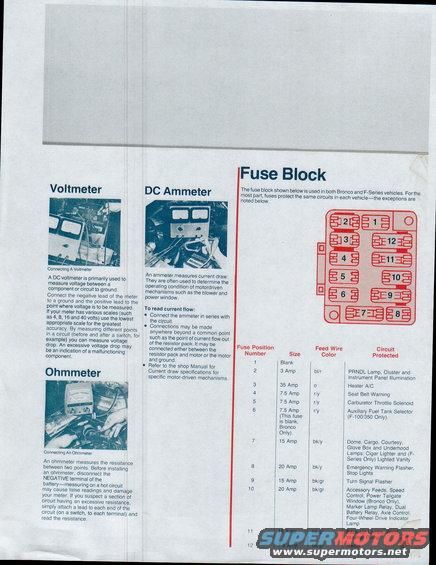 Voltmeter
Connecting A Voltmeter
A DC voltmeter is primarily used to
measure voltage between a
component or circuit to ground.
Connect the negative lead of the meter
to ground and the positive lead to the
point where voltage is to be measured.
If your meter has various scales (such
as 4, 8, 16 and 40 volts) use the lowest
appropriate scale for the greatest
accuracy. By measuring different points
in a circuit (before and after a switch, for
example) you can measure voltage
drop. An excessive voltage drop may
be an indication of a malfunctioning
component.
Ohmmeter
Connecting An Ohmmeter
An ohmmeter measures the resistance
between two points. Before installing
an ohmmeter, disconnect the
NEGATIVE terminal of the
battery—measuring on a hot circuit
may cause false readings and damage
your meter. If you suspect a section of
circuit having an excessive resistance,
simply attach a lead to each end of the
circuit (on a switch, to each terminal) and
read the resistance.
DC Ammeter
An ammeter measures current draw.
They are often used to determine the
operating condition of motordriven
mechanisms such as the blower and
power window.
To read current flow:
• Connect the ammeter in series with
the circuit.
• Connections may be made
anywhere beyond a common point
such as the point of current flow out
of the resistor pack. It may be
connected either between the
resistor pack and motor or the motor
and ground.
• Refer to the shop Manual for
Current draw specifications for
specific motor-driven mechanisms.
Fuse Block
The fuse block shown below is used in both Bronco and F-Series vehicles. For the
most part, fuses protect the same circuits in each vehicle—the exceptions are
noted below.
2 1
3 12
4 11
5 10
6 9
7 8
Fuse Position Number Size Feed Wire Color Circuit Protected
1 Blank
2 3 Amp bl/r PRNDL Lamp, Cluster and
Instrument Panel Illumination
3 35 Amp o Heater A/C
4 7.5 Amp r/y Seat Belt Warning
5 7.5 Amp r/y Carburetor Throttle Solenoid
6 7.5 Amp r/y Auxiliary Fuel Tank Selector
(This fuse is blank, Bronco Only) (F-100/350 Only).
7 15 Amp bk/y Dome, Cargo, Courtesy,
Glove Box and Underhood
Lamps; Cigar Lighter and (F-
Series Only) Lighted Vanity
8 20 Amp bk/y Emergency Warning Flasher,
Stop Lights
9 15 Amp bk/gr Turn Signal Flasher
10 20 Amp bk/gr Accessory Feeds, Speed
Control, Power Tailgate
Window (Bronco Only),
Marker Lamp Relay, Dual
Battery Relay, Axle Control,
Four-Wheel Drive Indicator
Lamp
11
12
SUPERMOTORS
www.supermotors.net